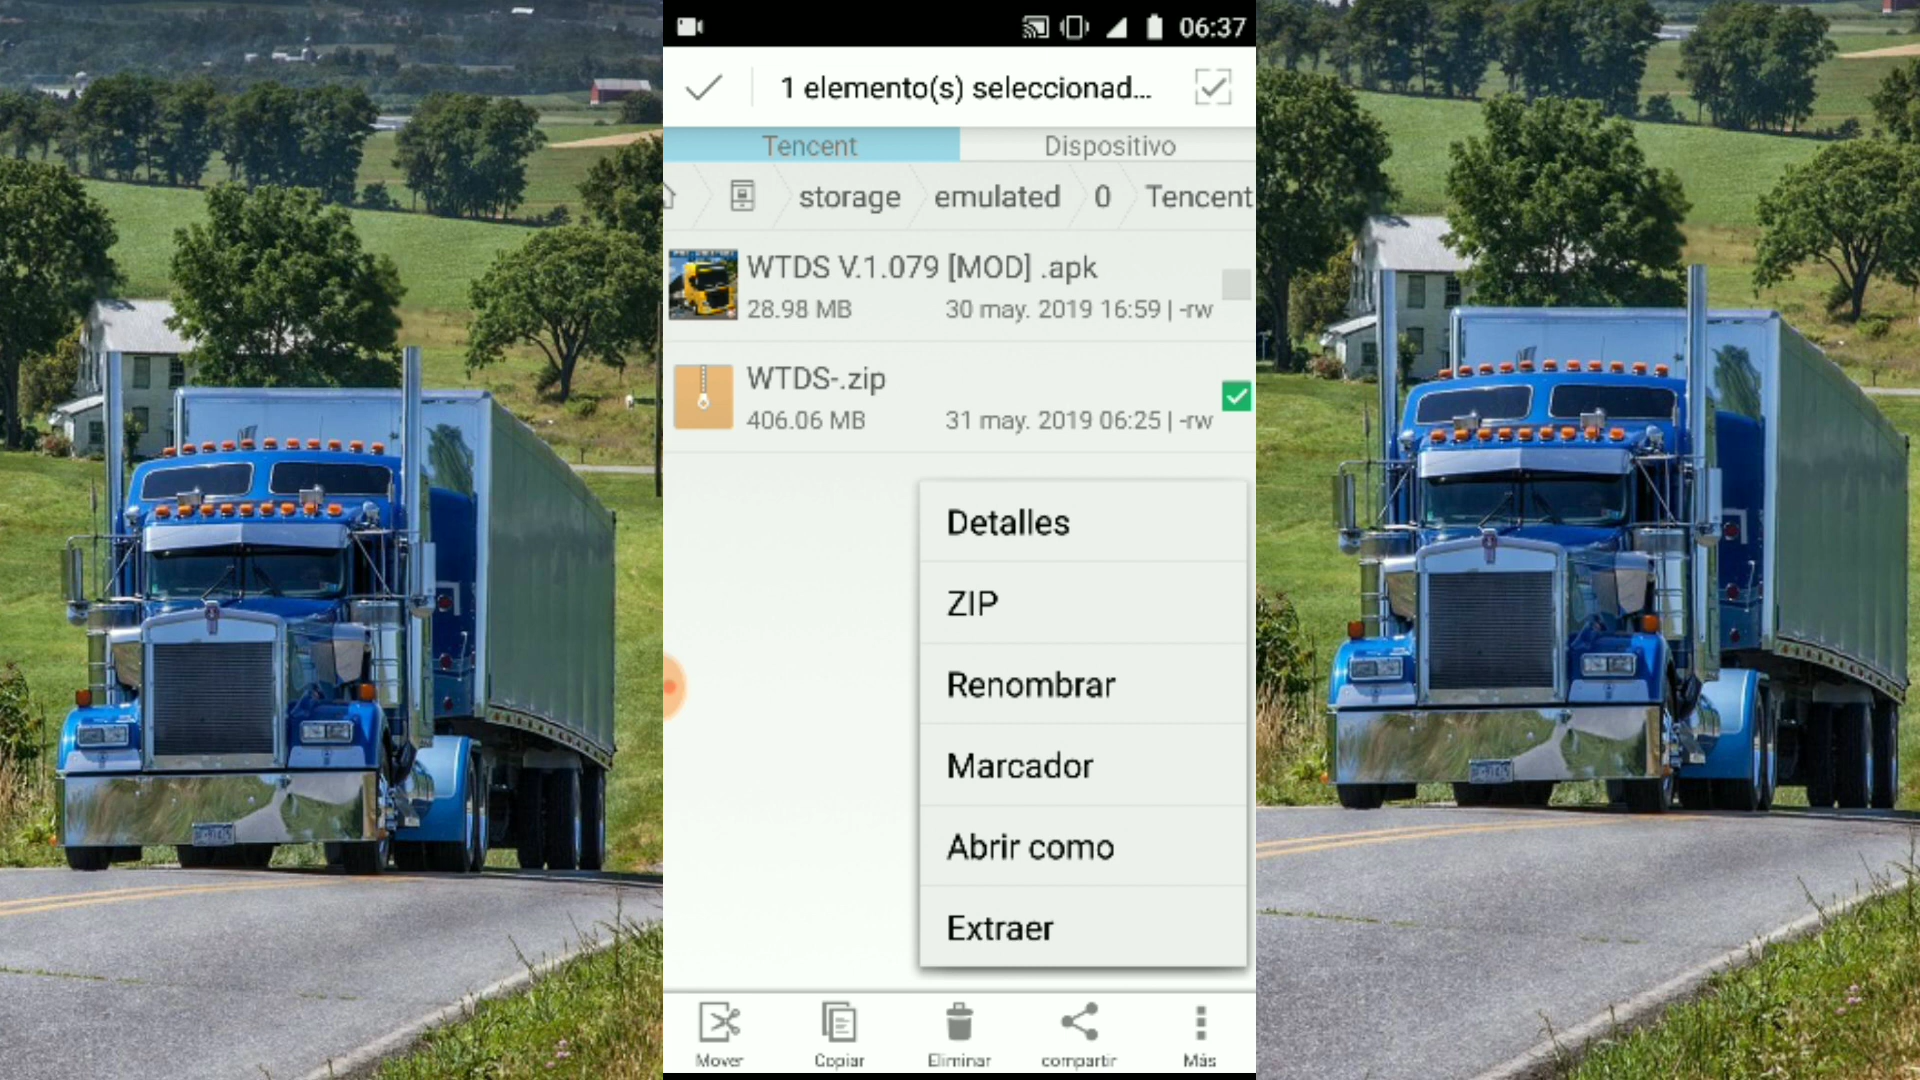 06:37
1 elemento(s) seleccionad...
Tencent
Dispositivo
storage
emulated
0
Tencent
WTDS V.1.079 [MOD] .apk
28.98 MB
30 may. 2019 16:59 | -rw
WTDS-.zip
406.06 MB
31 may. 2019 06:25 | -rw
Detalles
ZIP
Renombrar
Marcador
Abrir como
Extraer
Mover
Copiar
Eliminar
compartir
Más